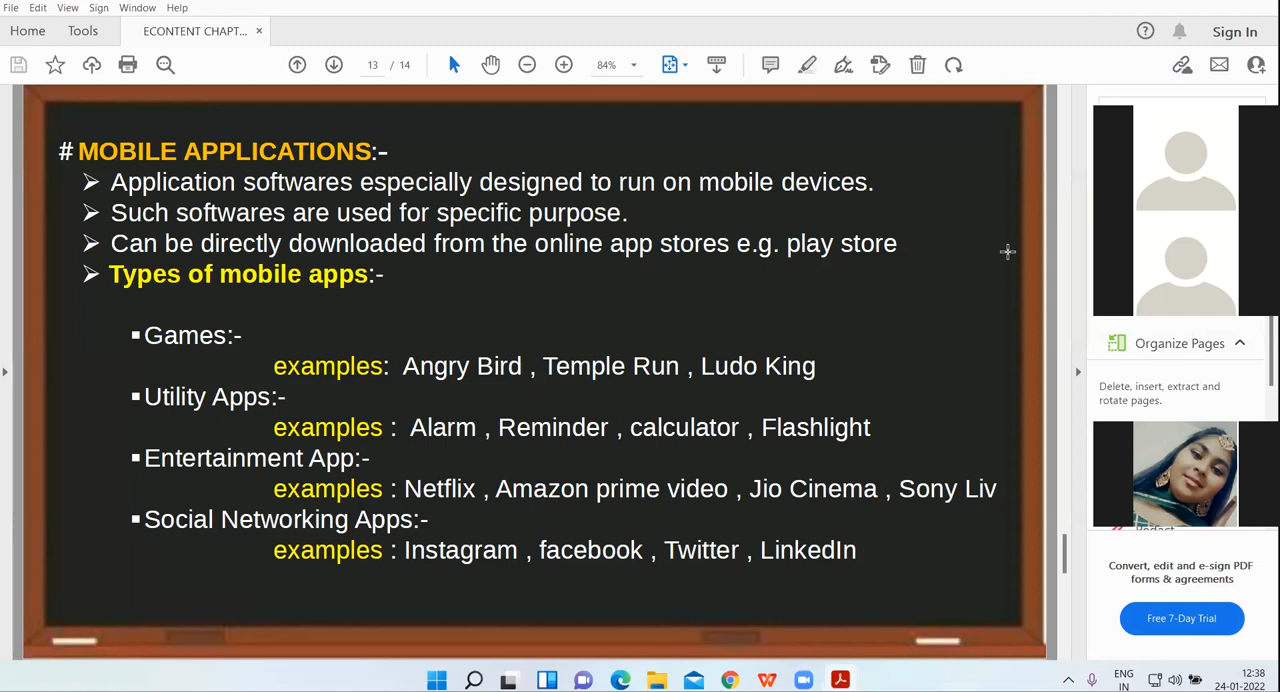 File Edit View Sign Window Help
Home Tools ECONTENT CHAPT... × Sign In
13 / 14 84%
# MOBILE APPLICATIONS:-
➢ Application softwares especially designed to run on mobile devices.
➢ Such softwares are used for specific purpose.
➢ Can be directly downloaded from the online app stores e.g. play store
➢ Types of mobile apps:-
▪Games:-
examples: Angry Bird , Temple Run , Ludo King
▪Utility Apps:-
examples : Alarm , Reminder , calculator , Flashlight
▪Entertainment App:-
examples : Netflix , Amazon prime video , Jio Cinema , Sony Liv
▪Social Networking Apps:-
examples : Instagram , facebook , Twitter , LinkedIn
Organize Pages
Delete, insert, extract and
rotate pages.
Redact
Convert, edit and e-sign PDF
forms & agreements
Free 7-Day Trial
ENG
IN
12:38
24-01-2022